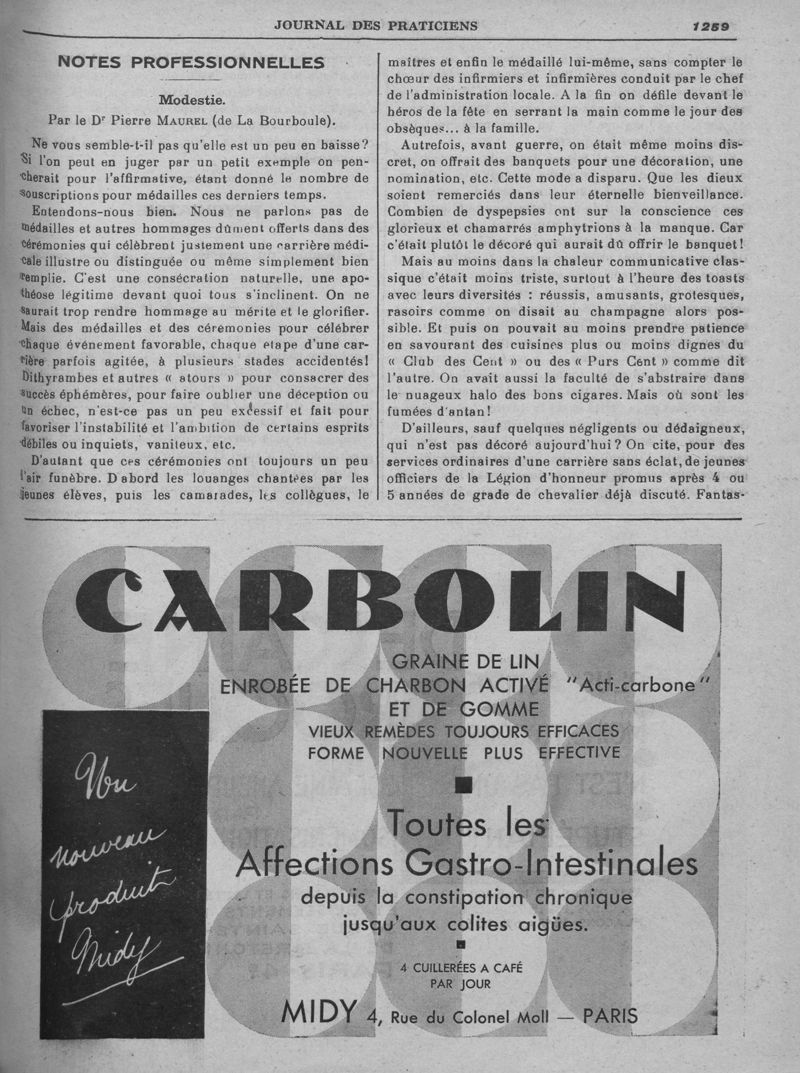 JOURNAL DES PRATICIENS
1259
NOTES PROFESSIONNELLES
Modestie.
Par le Dr Pierre MAUREL (de La Bourboule).
Ne vous semble-t-il pas qu'elle est un peu en baisse?
Si l'on peut en juger par un petit exemple on pen-
cherait pour l'affirmative, étant donné le nombre de
souscriptions pour médailles ces derniers temps.
Entendons-nous bien. Nous ne parlons pas de
médailles et autres hommages dûment offerts dans des
cérémonies qui célèbrent justement une carrière médi-
cale illustre ou distinguée ou même simplement bien
remplie. C'est une consécration naturelle, une apo-
théose légitime devant quoi tous s'inclinent. On ne
saurait trop rendre hommage au mérite et le glorifier.
Mais des médailles et des cérémonies pour célébrer
chaque événement favorable, chaque étape d'une car-
rière parfois agitée, à plusieurs stades accidentés!
Dithyrambes et autres « atours » pour consacrer des
succès éphémères, pour faire oublier une déception ou
un échec, n'est-ce pas un peu excessif et fait pour
favoriser l'instabilité et l'ambition de certains esprits
débiles ou inquiets, vaniteux, etc.
D'autant que ces cérémonies ont toujours un peu
l'air funèbre. D'abord les louanges chantées par les
jeunes élèves, puis les camarades, les collègues, le
maîtres et enfin le médaillé lui-même, sans compter le
chœur des infirmiers et infirmières conduit par le chef
de l'administration locale. A la fin on défile devant le
héros de la fête en serrant la main comme le jour des
obsèques... à la famille.
Autrefois, avant guerre, on était même moins dis-
cret, on offrait des banquets pour une décoration, une
nomination, etc. Cette mode a disparu. Que les dieux
soient remerciés dans leur éternelle bienveillance.
Combien de dyspepsies ont sur la conscience ces
glorieux et chamarrés amphytrions à la manque. Car
c'était plutôt le décoré qui aurait dû offrir le banquet!
Mais au moins dans la chaleur communicative clas-
sique c'était moins triste, surtout à l'heure des toasts
avec leurs diversités : réussis, amusants, grotesques,
rasoirs comme on disait au champagne alors pos-
sible. Et puis on pouvait au moins prendre patience
en savourant des cuisines plus ou moins dignes du
« Club des Cent » ou des « Purs Cent » comme dit
l'autre. On avait aussi la faculté de s'abstraire dans
le nuageux halo des bons cigares. Mais où sont les
fumées d'antan!
D'ailleurs, sauf quelques négligents ou dédaigneux,
qui n'est pas décoré aujourd'hui? On cite, pour des
services ordinaires d'une carrière sans éclat, de jeunes
officiers de la Légion d'honneur promus après 4 ou
5 années de grade de chevalier déjà discuté. Fantas-
CARBOLIN
GRAINE DE LIN
ENROBÉE DE CHARBON ACTIVÉ "Acti-carbone"
ET DE GOMME
VIEUX REMÈDES TOUJOURS EFFICACES
FORME NOUVELLE PLUS EFFECTIVE
Un
nouveau
produit
Midy
Toutes les
Affections Gastro-Intestinales
depuis la constipation chronique
jusqu'aux colites aigües.
4 CUILLERÉES A CAFÉ
PAR JOUR
MIDY 4, Rue du Colonel Moll — PARIS